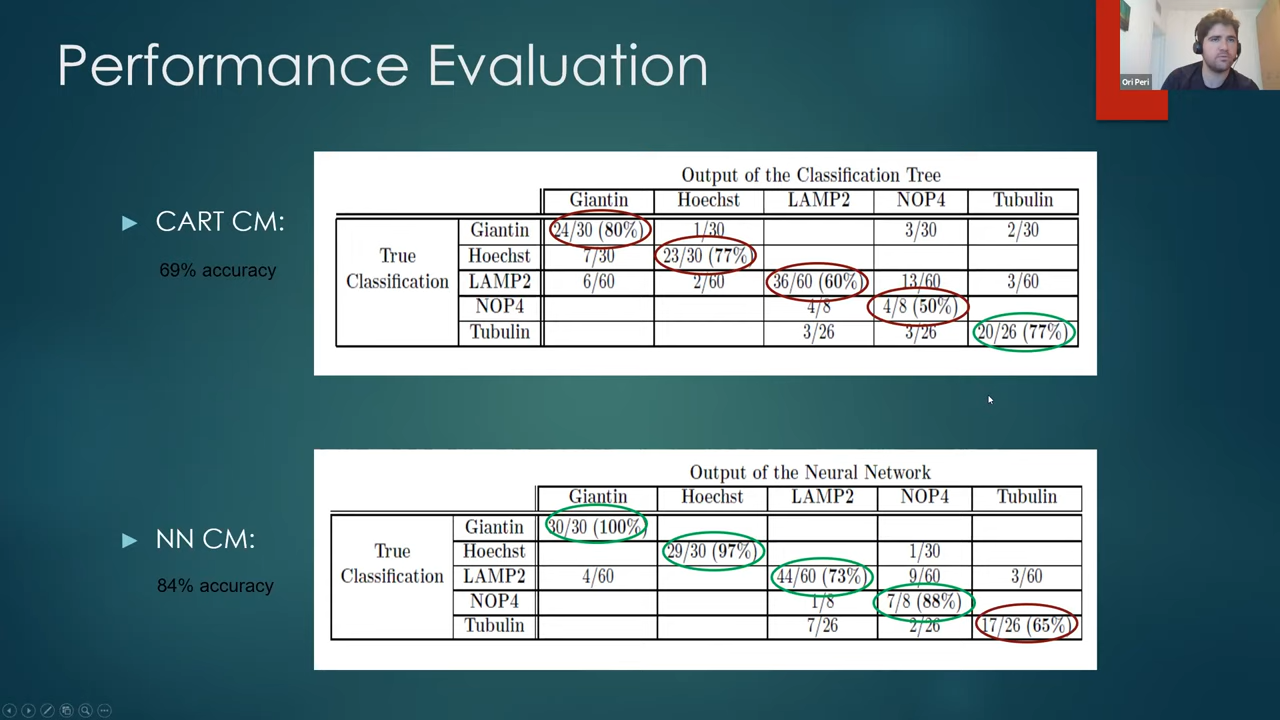 Performance Evaluation
Ori Peri
CART CM:
69% accuracy
Output of the Classification Tree
Giantin Hoechst LAMP2 NOP4 Tubulin
True Classification
Giantin 24/30 (80%) 1/30 3/30 2/30
Hoechst 7/30 23/30 (77%)
LAMP2 6/60 2/60 36/60 (60%) 13/60 3/60
NOP4 4/8 4/8 (50%)
Tubulin 3/26 3/26 20/26 (77%)
NN CM:
84% accuracy
Output of the Neural Network
Giantin Hoechst LAMP2 NOP4 Tubulin
True Classification
Giantin 30/30 (100%)
Hoechst 29/30 (97%) 1/30
LAMP2 4/60 44/60 (73%) 9/60 3/60
NOP4 1/8 7/8 (88%)
Tubulin 7/26 2/26 17/26 (65%)